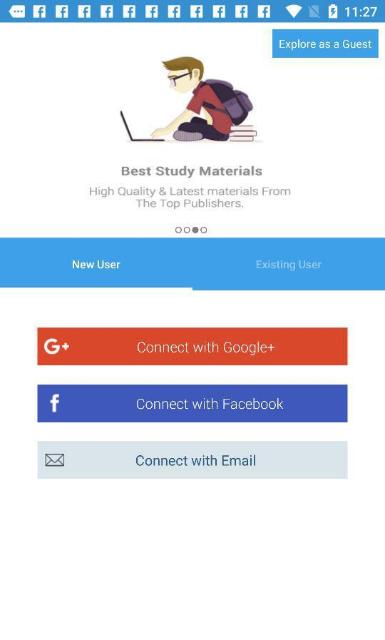 11:27
Explore as a Guest
Best Study Materials
High Quality & Latest materials From
The Top Publishers.
New User
Existing User
G+ Connect with Google+
f Connect with Facebook
Connect with Email